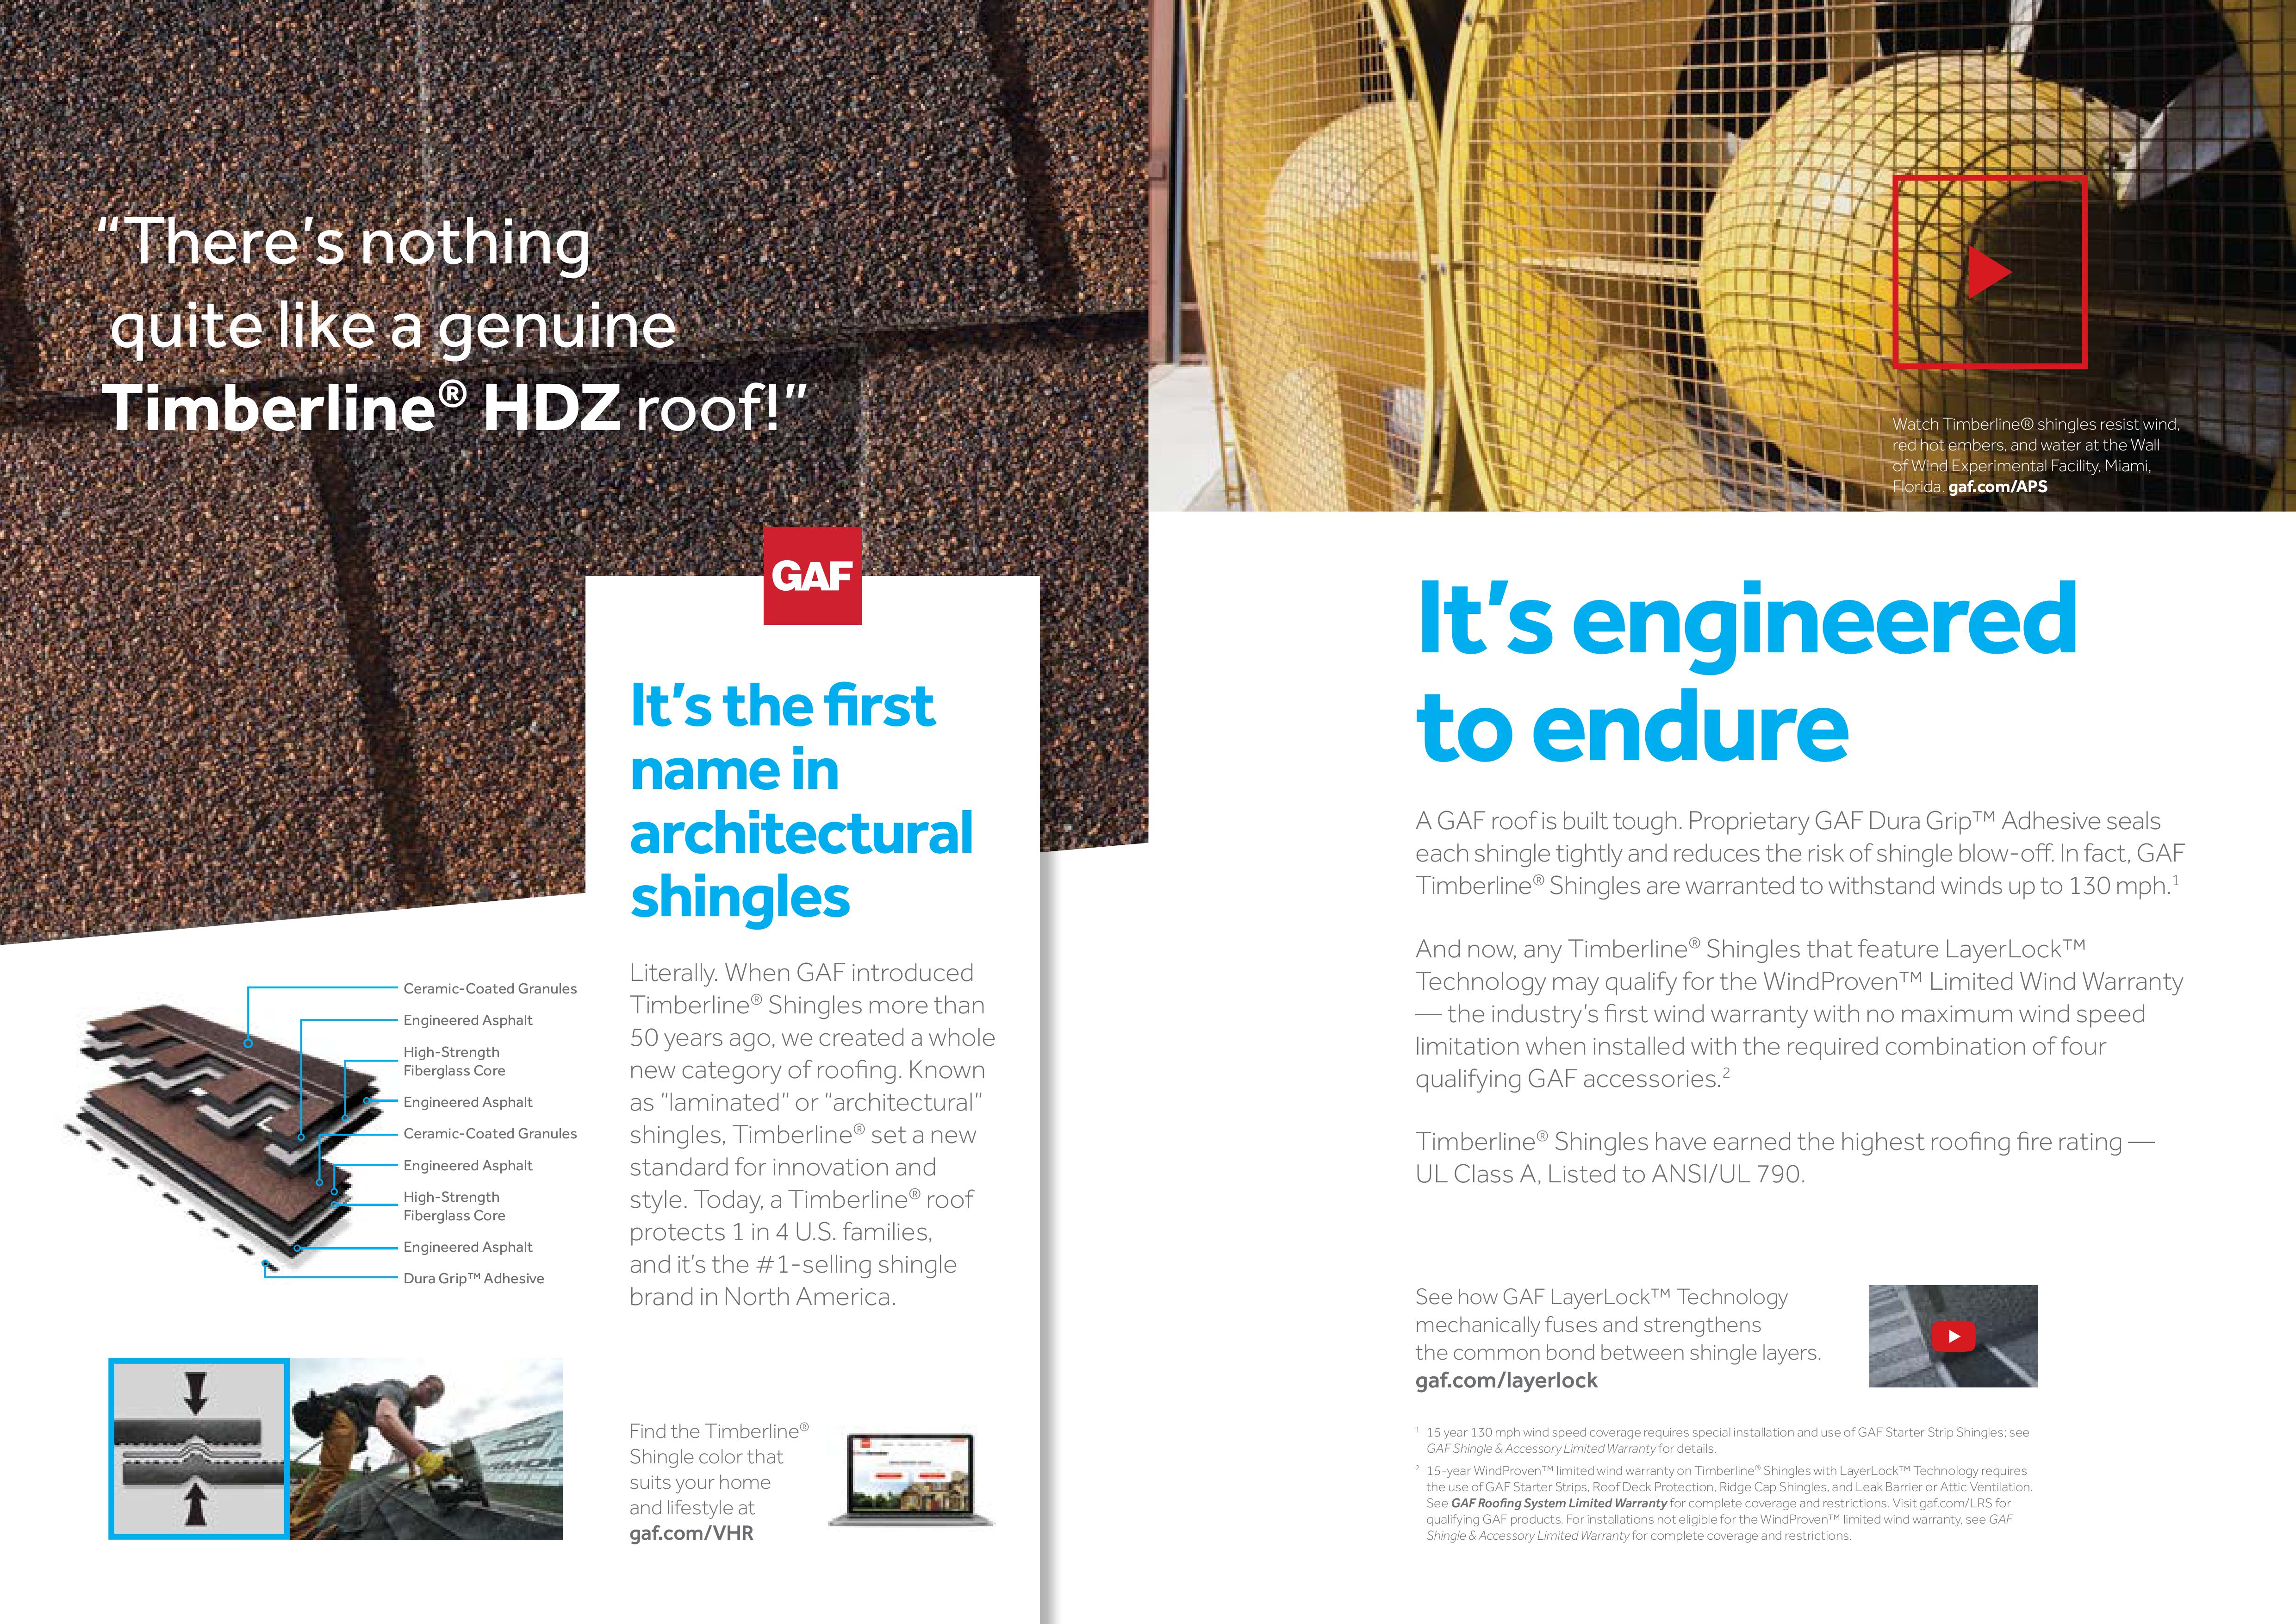 “There’s nothing
quite like a genuine
Timberline® HDZ roof!”
GAF
It’s the first
name in
architectural
shingles
Literally. When GAF introduced
Timberline® Shingles more than
50 years ago, we created a whole
new category of roofing. Known
as “laminated” or “architectural”
shingles, Timberline® set a new
standard for innovation and
style. Today, a Timberline® roof
protects 1 in 4 U.S. families,
and it’s the #1-selling shingle
brand in North America.
Ceramic-Coated Granules
Engineered Asphalt
High-Strength
Fiberglass Core
Engineered Asphalt
Ceramic-Coated Granules
Engineered Asphalt
High-Strength
Fiberglass Core
Engineered Asphalt
Dura Grip™ Adhesive
Find the Timberline®
Shingle color that
suits your home
and lifestyle at
gaf.com/VHR
Watch Timberline® shingles resist wind,
red hot embers, and water at the Wall
of Wind Experimental Facility, Miami,
Florida. gaf.com/APS
It’s engineered
to endure
A GAF roof is built tough. Proprietary GAF Dura Grip™ Adhesive seals
each shingle tightly and reduces the risk of shingle blow-off. In fact, GAF
Timberline® Shingles are warranted to withstand winds up to 130 mph.¹
And now, any Timberline® Shingles that feature LayerLock™
Technology may qualify for the WindProven™ Limited Wind Warranty
— the industry’s first wind warranty with no maximum wind speed
limitation when installed with the required combination of four
qualifying GAF accessories.²
Timberline® Shingles have earned the highest roofing fire rating —
UL Class A, Listed to ANSI/UL 790.
See how GAF LayerLock™ Technology
mechanically fuses and strengthens
the common bond between shingle layers.
gaf.com/layerlock
¹ 15 year 130 mph wind speed coverage requires special installation and use of GAF Starter Strip Shingles; see
GAF Shingle & Accessory Limited Warranty for details.
² 15-year WindProven™ limited wind warranty on Timberline® Shingles with LayerLock™ Technology requires
the use of GAF Starter Strips, Roof Deck Protection, Ridge Cap Shingles, and Leak Barrier or Attic Ventilation.
See GAF Roofing System Limited Warranty for complete coverage and restrictions. Visit gaf.com/LRS for
qualifying GAF products. For installations not eligible for the WindProven™ limited wind warranty, see GAF
Shingle & Accessory Limited Warranty for complete coverage and restrictions.